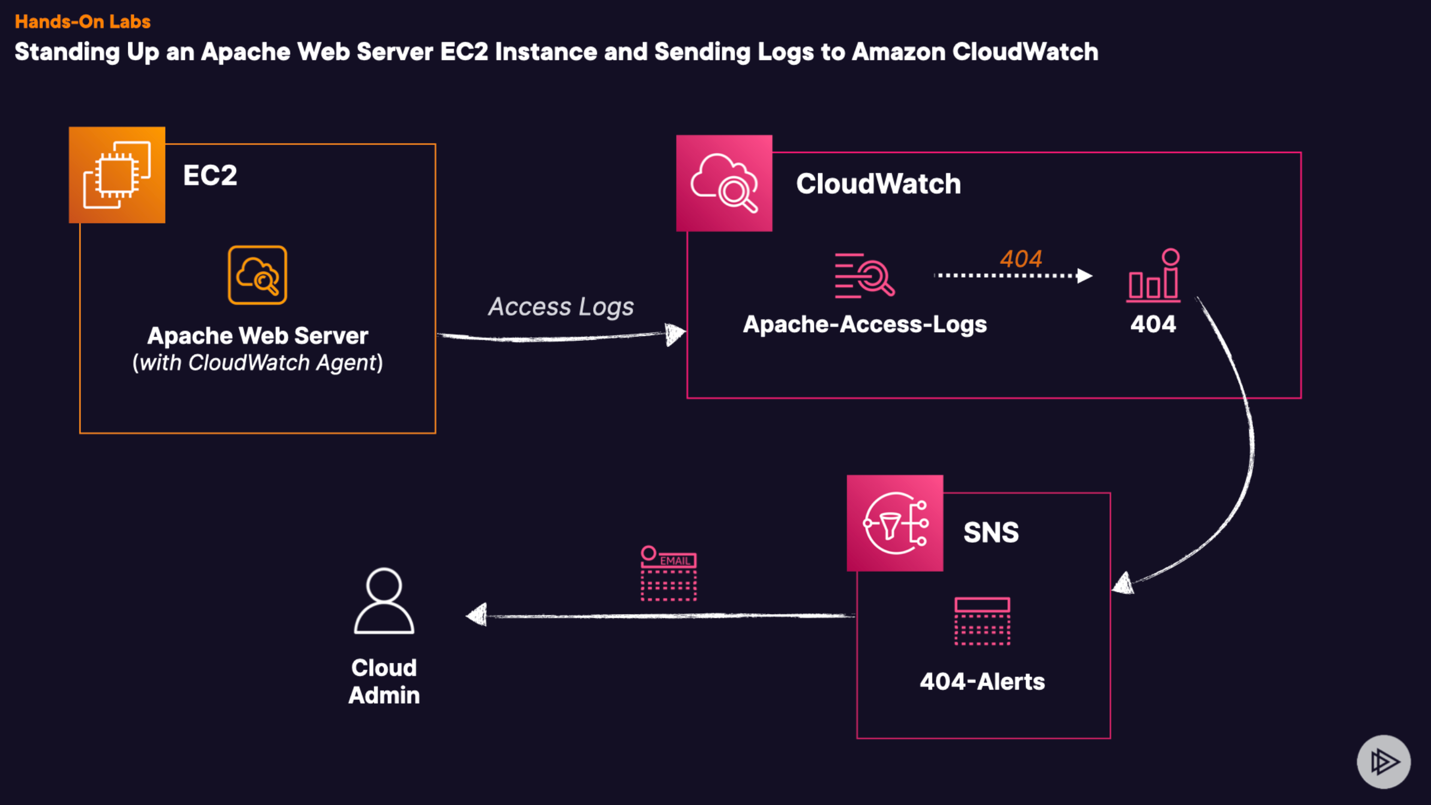 Hands-On Labs
Standing Up an Apache Web Server EC2 Instance and Sending Logs to Amazon CloudWatch
EC2
Apache Web Server
(with CloudWatch Agent)
Access Logs
CloudWatch
404
Apache-Access-Logs
404
SNS
404-Alerts
EMAIL
Cloud
Admin